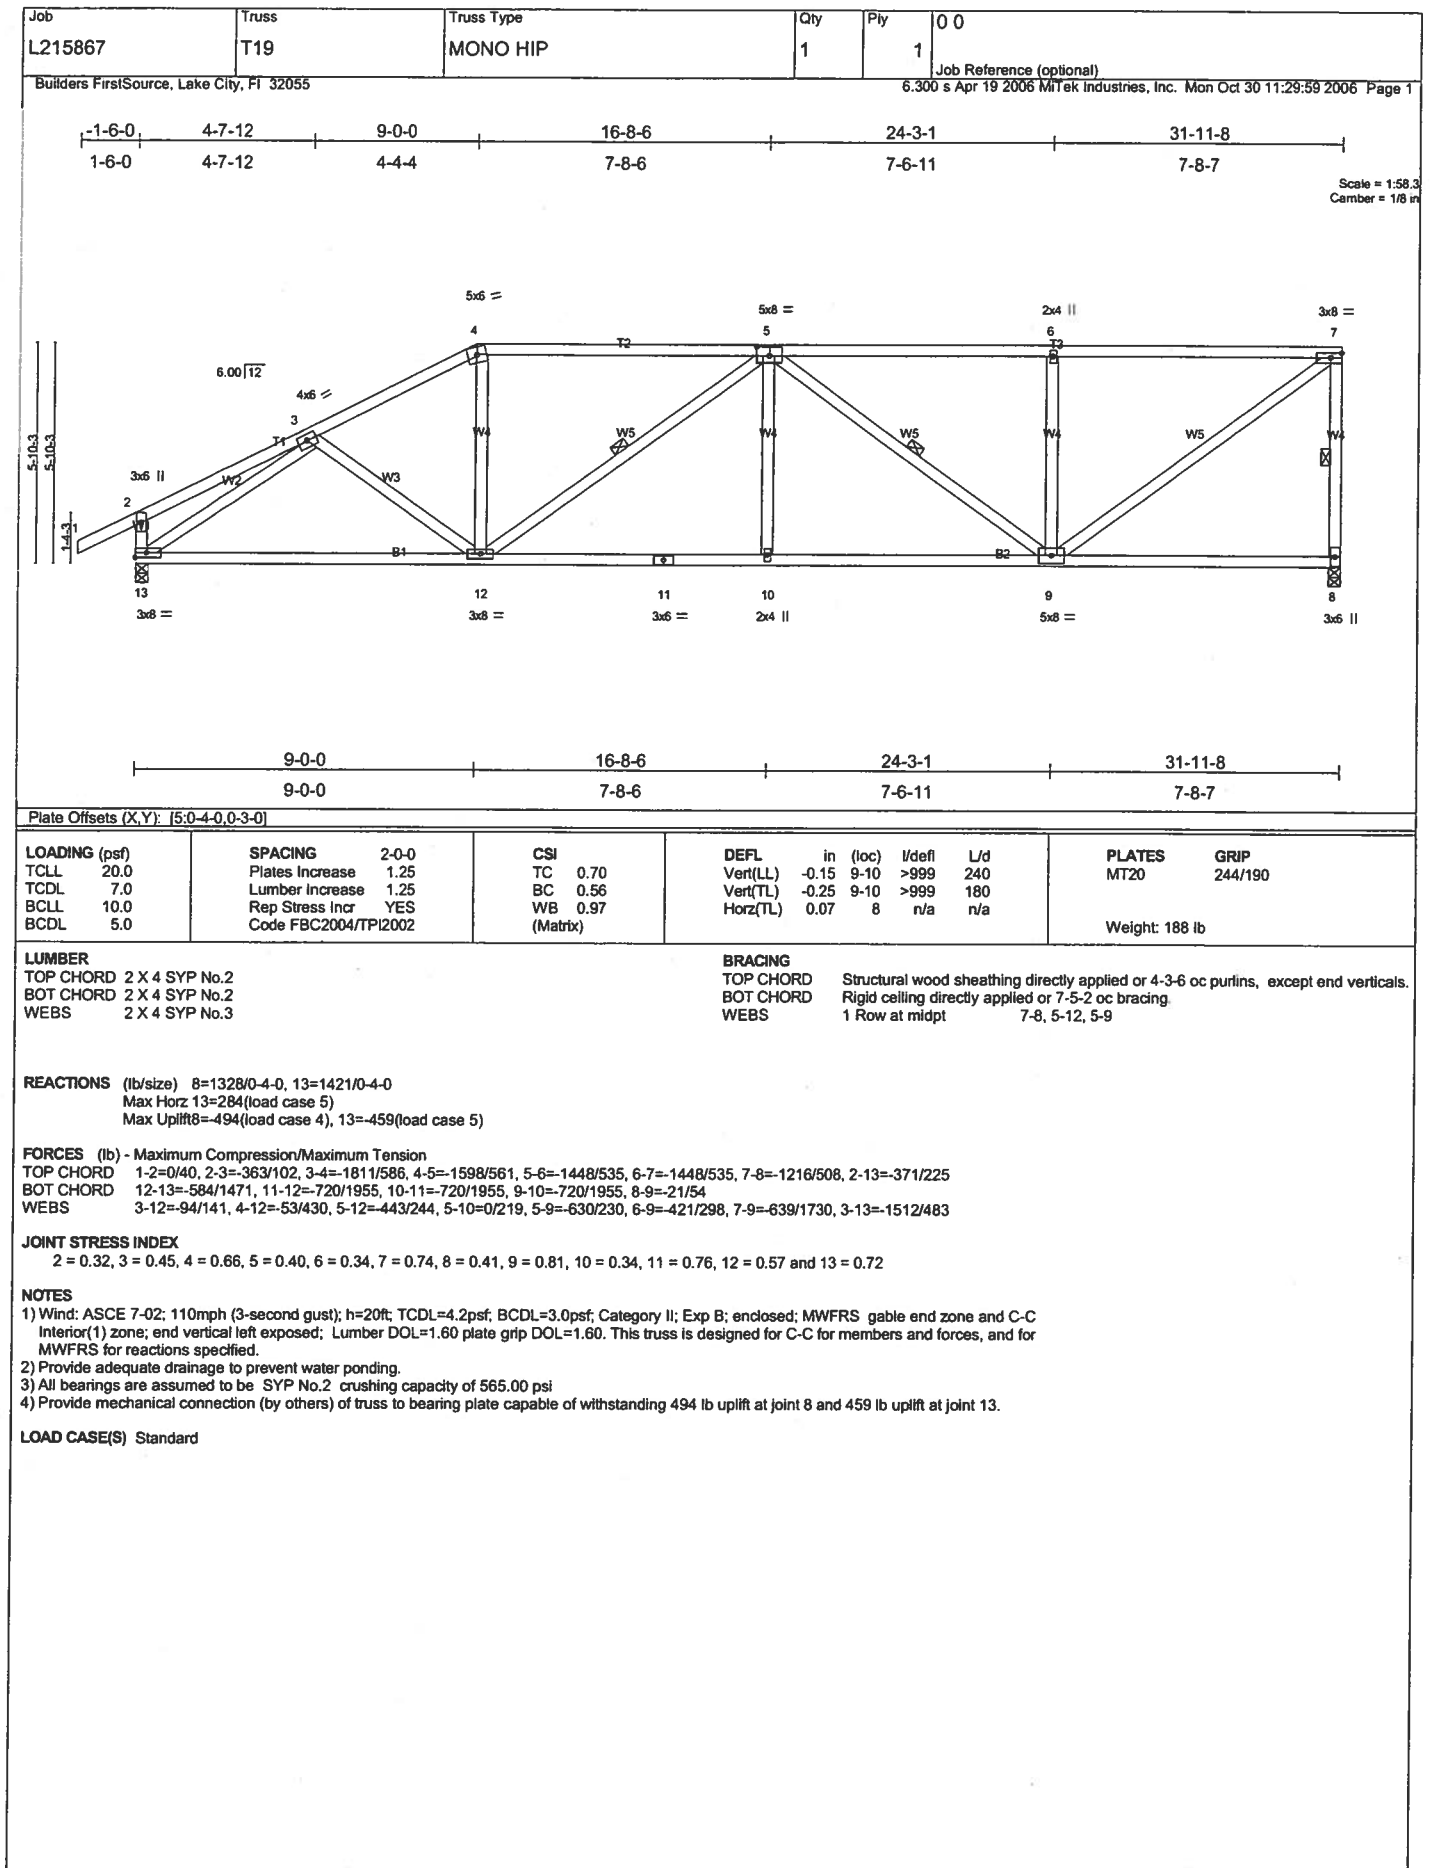 Job Truss Truss Type Qty Ply 0 0
L215867 T19 MONO HIP 1 1
Job Reference (optional)
Builders FirstSource, Lake City, Fl 32055 6.300 s Apr 19 2006 MiTek Industries, Inc. Mon Oct 30 11:29:59 2006 Page 1
-1-6-0 4-7-12 9-0-0 16-8-6 24-3-1 31-11-8
1-6-0 4-7-12 4-4-4 7-8-6 7-6-11 7-8-7
Scale = 1:58.3
Camber = 1/8 in
5x6 = 5x8 = 2x4 || 3x8 =
4 5 6 7
T2 T3
6.00 12
4x6 =
3
T1 W4 W5 W4 W5 W4 W5 W4
5-10-3 5-10-3
3x6 || W2 W3
2
1
1-4-3
B1 B2
13 12 11 10 9 8
3x8 = 3x8 = 3x6 = 2x4 || 5x8 = 3x6 ||
9-0-0 16-8-6 24-3-1 31-11-8
9-0-0 7-8-6 7-6-11 7-8-7
Plate Offsets (X,Y): [5:0-4-0,0-3-0]
LOADING (psf) SPACING 2-0-0 CSI DEFL in (loc) l/defl L/d PLATES GRIP
TCLL 20.0 Plates Increase 1.25 TC 0.70 Vert(LL) -0.15 9-10 >999 240 MT20 244/190
TCDL 7.0 Lumber Increase 1.25 BC 0.56 Vert(TL) -0.25 9-10 >999 180
BCLL 10.0 Rep Stress Incr YES WB 0.97 Horz(TL) 0.07 8 n/a n/a
BCDL 5.0 Code FBC2004/TPI2002 (Matrix) Weight: 188 lb
LUMBER
TOP CHORD 2 X 4 SYP No.2
BOT CHORD 2 X 4 SYP No.2
WEBS 2 X 4 SYP No.3
BRACING
TOP CHORD Structural wood sheathing directly applied or 4-3-6 oc purlins, except end verticals.
BOT CHORD Rigid ceiling directly applied or 7-5-2 oc bracing.
WEBS 1 Row at midpt 7-8, 5-12, 5-9
REACTIONS (lb/size) 8=1328/0-4-0, 13=1421/0-4-0
Max Horz 13=284(load case 5)
Max Uplift8=-494(load case 4), 13=-459(load case 5)
FORCES (lb) - Maximum Compression/Maximum Tension
TOP CHORD 1-2=0/40, 2-3=-363/102, 3-4=-1811/586, 4-5=-1598/561, 5-6=-1448/535, 6-7=-1448/535, 7-8=-1216/508, 2-13=-371/225
BOT CHORD 12-13=-584/1471, 11-12=-720/1955, 10-11=-720/1955, 9-10=-720/1955, 8-9=-21/54
WEBS 3-12=-94/141, 4-12=-53/430, 5-12=-443/244, 5-10=0/219, 5-9=-630/230, 6-9=-421/298, 7-9=-639/1730, 3-13=-1512/483
JOINT STRESS INDEX
2 = 0.32, 3 = 0.45, 4 = 0.66, 5 = 0.40, 6 = 0.34, 7 = 0.74, 8 = 0.41, 9 = 0.81, 10 = 0.34, 11 = 0.76, 12 = 0.57 and 13 = 0.72
NOTES
1) Wind: ASCE 7-02; 110mph (3-second gust); h=20ft; TCDL=4.2psf; BCDL=3.0psf; Category II; Exp B; enclosed; MWFRS gable end zone and C-C
Interior(1) zone; end vertical left exposed; Lumber DOL=1.60 plate grip DOL=1.60. This truss is designed for C-C for members and forces, and for
MWFRS for reactions specified.
2) Provide adequate drainage to prevent water ponding.
3) All bearings are assumed to be SYP No.2 crushing capacity of 565.00 psi
4) Provide mechanical connection (by others) of truss to bearing plate capable of withstanding 494 lb uplift at joint 8 and 459 lb uplift at joint 13.
LOAD CASE(S) Standard